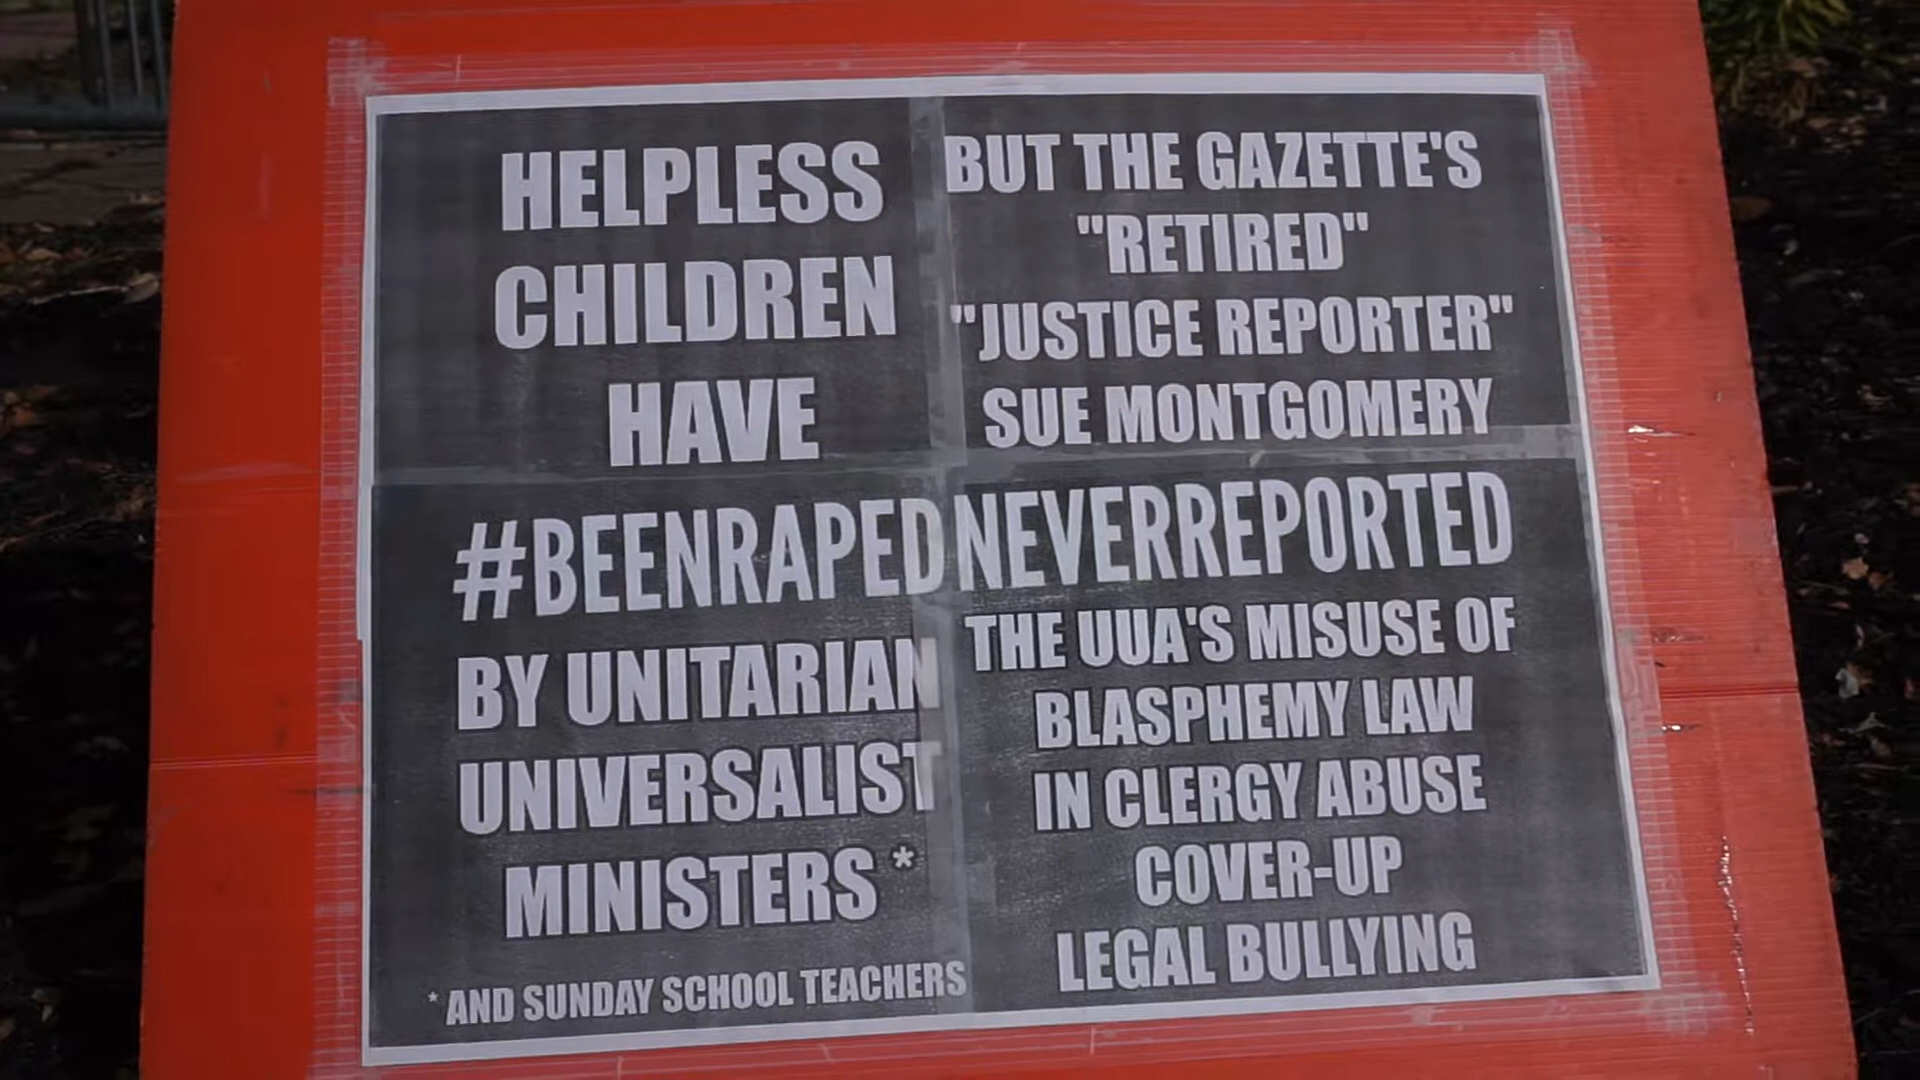 HELPLESS
CHILDREN
HAVE
#BEENRAPEDNEVERREPORTED
BY UNITARIAN
UNIVERSALIST
MINISTERS *
* AND SUNDAY SCHOOL TEACHERS
BUT THE GAZETTE'S
"RETIRED"
"JUSTICE REPORTER"
SUE MONTGOMERY
THE UUA'S MISUSE OF
BLASPHEMY LAW
IN CLERGY ABUSE
COVER-UP
LEGAL BULLYING